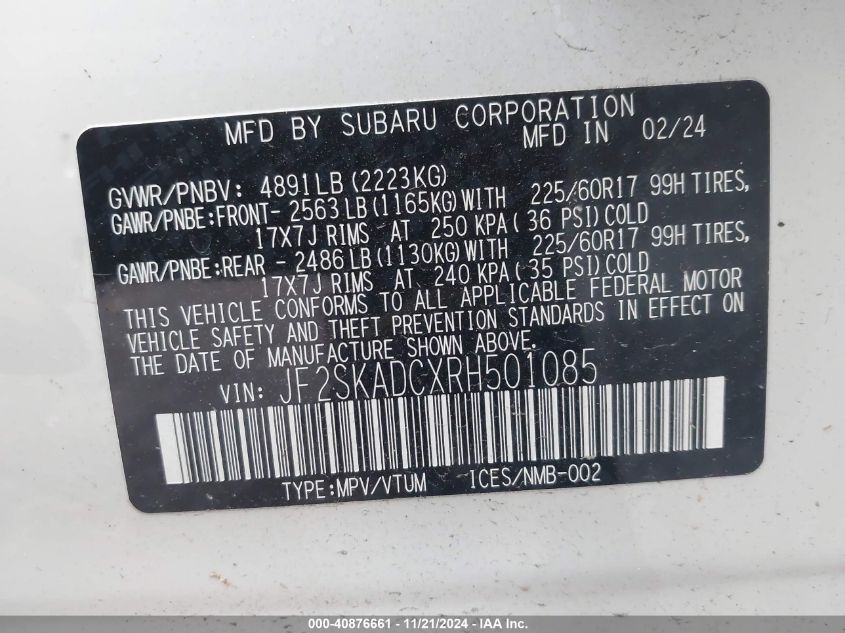 MFD BY SUBARU CORPORATION
MFD IN 02/24
GVWR/PNBV: 4891LB (2223KG)
GAWR/PNBE:FRONT- 2563 LB (1165KG) WITH 225/60R17 99H TIRES,
17X7J RIMS AT 250 KPA ( 36 PSI) COLD
GAWR/PNBE:REAR - 2486 LB (1130KG) WITH 225/60R17 99H TIRES,
17X7J RIMS AT 240 KPA ( 35 PSI) COLD
THIS VEHICLE CONFORMS TO ALL APPLICABLE FEDERAL MOTOR
VEHICLE SAFETY AND THEFT PREVENTION STANDARDS IN EFFECT ON
THE DATE OF MANUFACTURE SHOWN ABOVE.
VIN: JF2SKADCXRH501085
TYPE:MPV/VTUM ICES/NMB-002
000-40876661 - 11/21/2024 - IAA Inc.